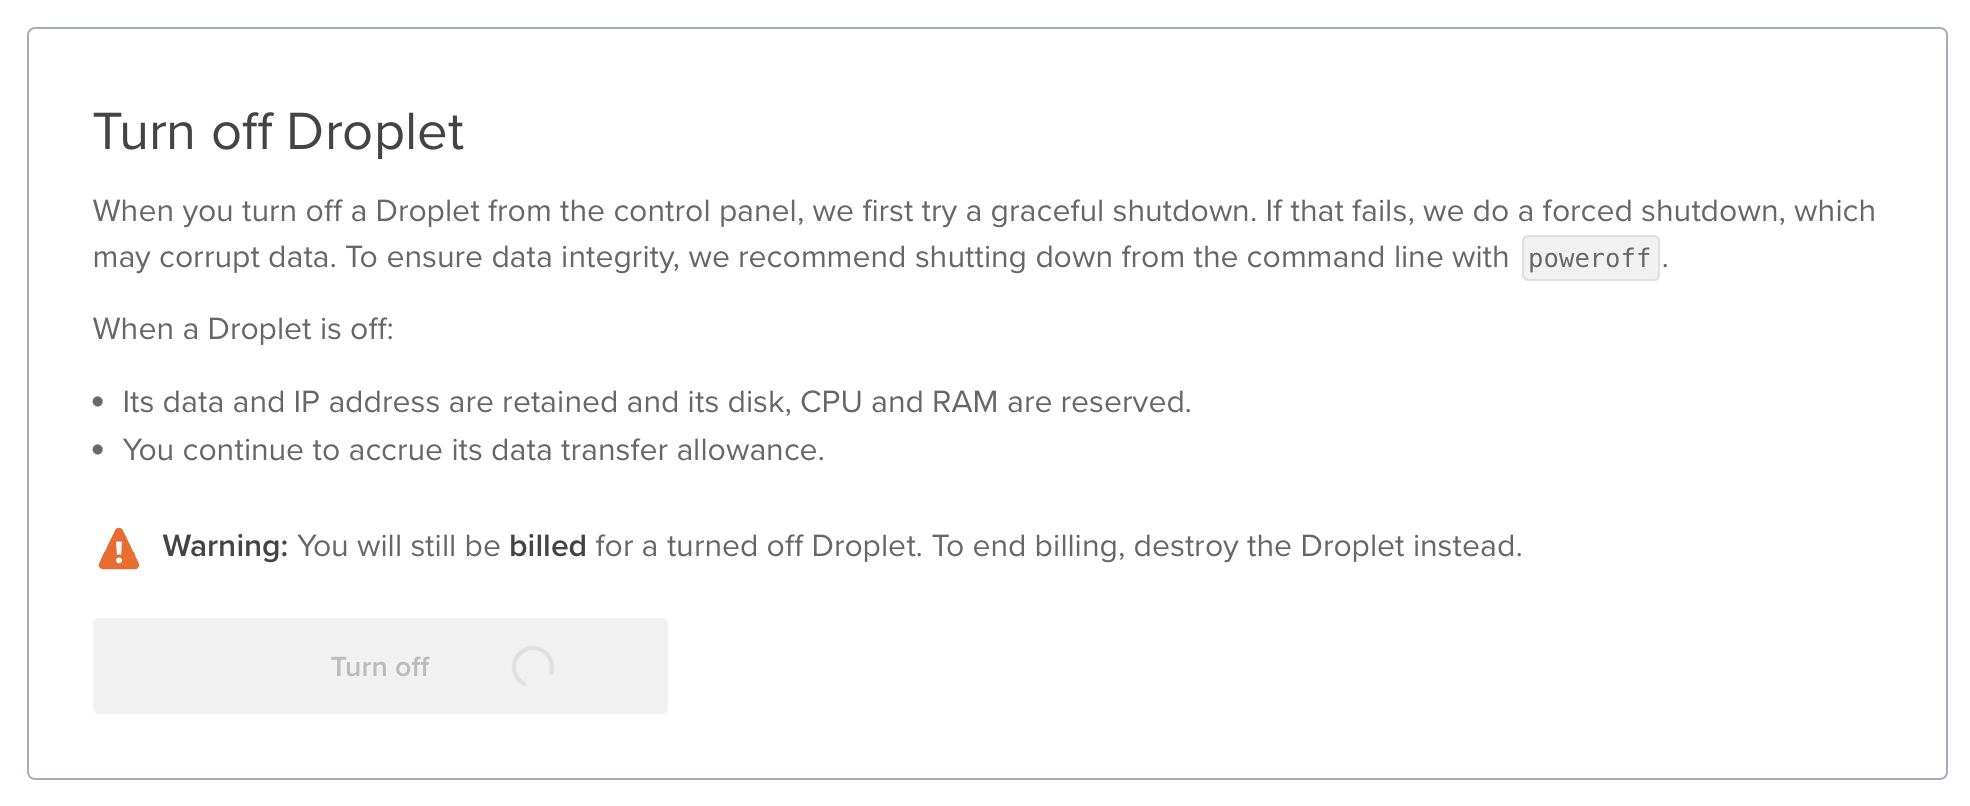 Turn off Droplet
When you turn off a Droplet from the control panel, we first try a graceful shutdown. If that fails, we do a forced shutdown, which
may corrupt data. To ensure data integrity, we recommend shutting down from the command line with poweroff.
When a Droplet is off:
• Its data and IP address are retained and its disk, CPU and RAM are reserved.
• You continue to accrue its data transfer allowance.
Warning: You will still be billed for a turned off Droplet. To end billing, destroy the Droplet instead.
Turn off